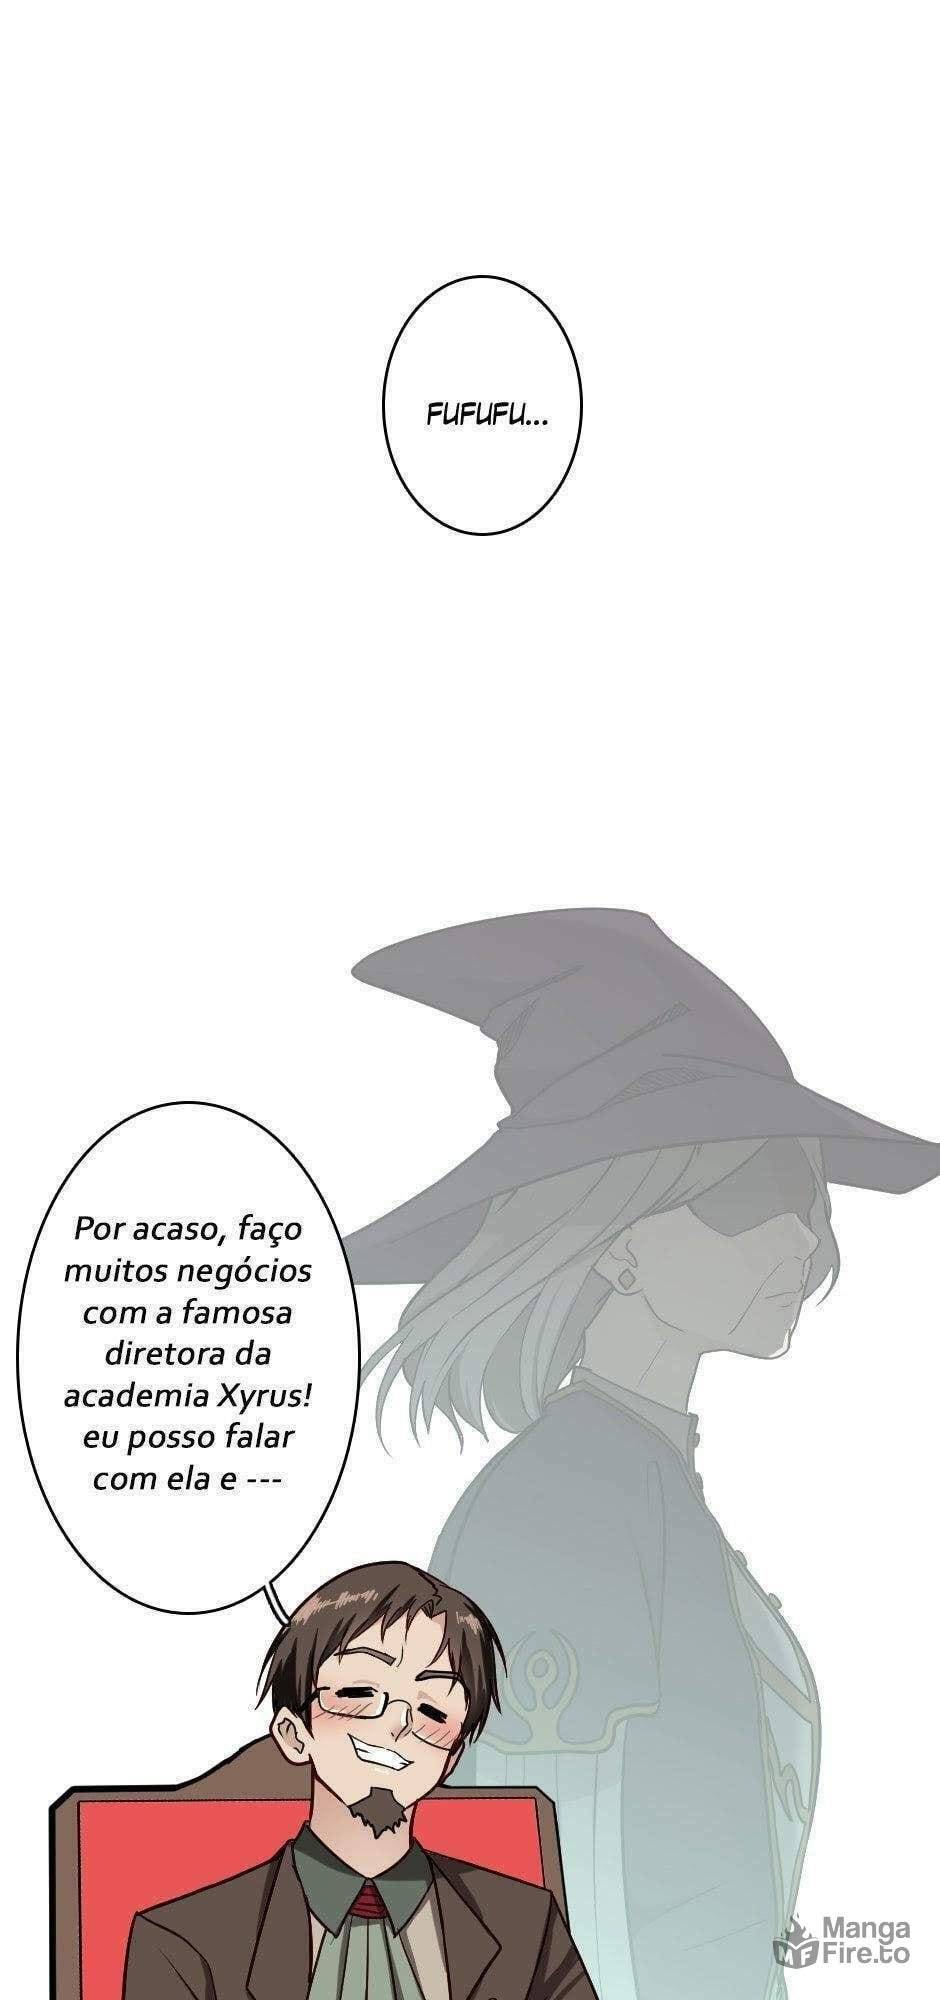 FUFUFU...
Por acaso, faço
muitos negócios
com a famosa
diretora da
academia Xyrus!
eu posso falar
com ela e ---
Manga
Fire.to